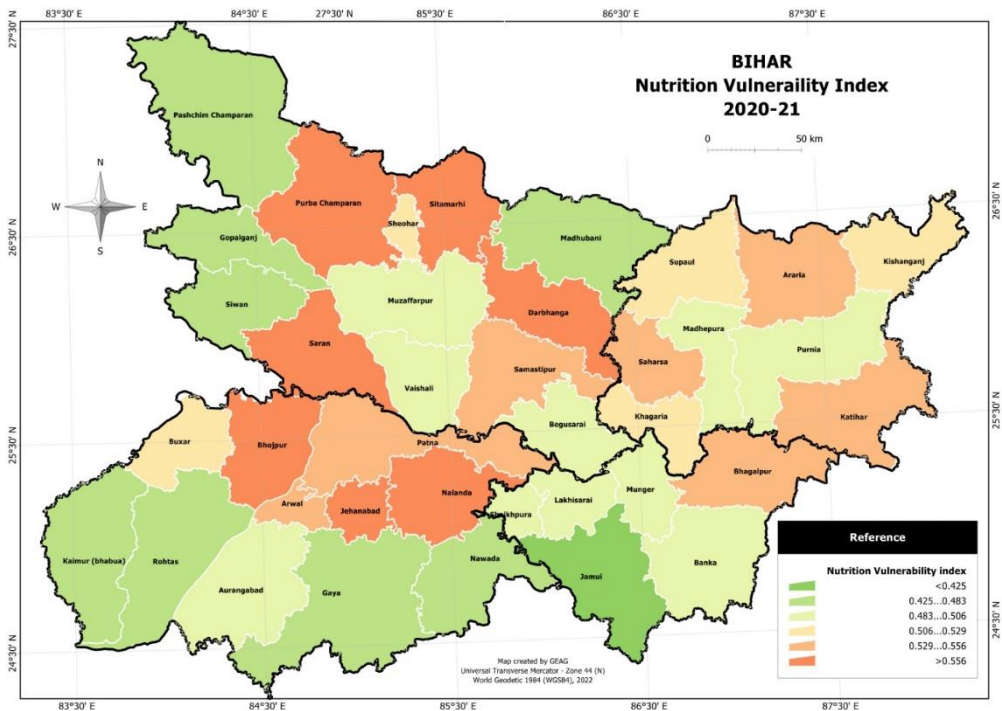 83°30' E 84°30' E 27°30' N 85°30' E 86°30' E 87°30' E
27°30' N
BIHAR
Nutrition Vulneraility Index
2020-21
0 50 km
Pashchim Champaran
N
W E
S
26°30' N
26°30' N
Purba Champaran
Sitamarhi
Sheohar
Gopalganj
Madhubani
Supaul
Kishanganj
Araria
Siwan
Muzaffarpur
Darbhanga
Madhepura
Saran
Purnia
Saharsa
Samastipur
Vaishali
Khagaria
Katihar
Begusarai
25°30' N
25°30' N
Buxar
Bhojpur
Patna
Bhagalpur
Nalanda
Munger
Lakhisarai
Arwal
Jehanabad
Sheikhpura
Kaimur (bhabua)
Rohtas
Nawada
Banka
Jamui
Aurangabad
Gaya
Reference
Nutrition Vulnerability index
<0.425
0.425...0.483
0.483...0.506
0.506...0.529
0.529...0.556
>0.556
24°30' N
24°30' N
Map created by GEAG
Universal Transverse Mercator - Zone 44 (N)
World Geodetic 1984 (WGS84), 2022
83°30' E 84°30' E 85°30' E 86°30' E 87°30' E